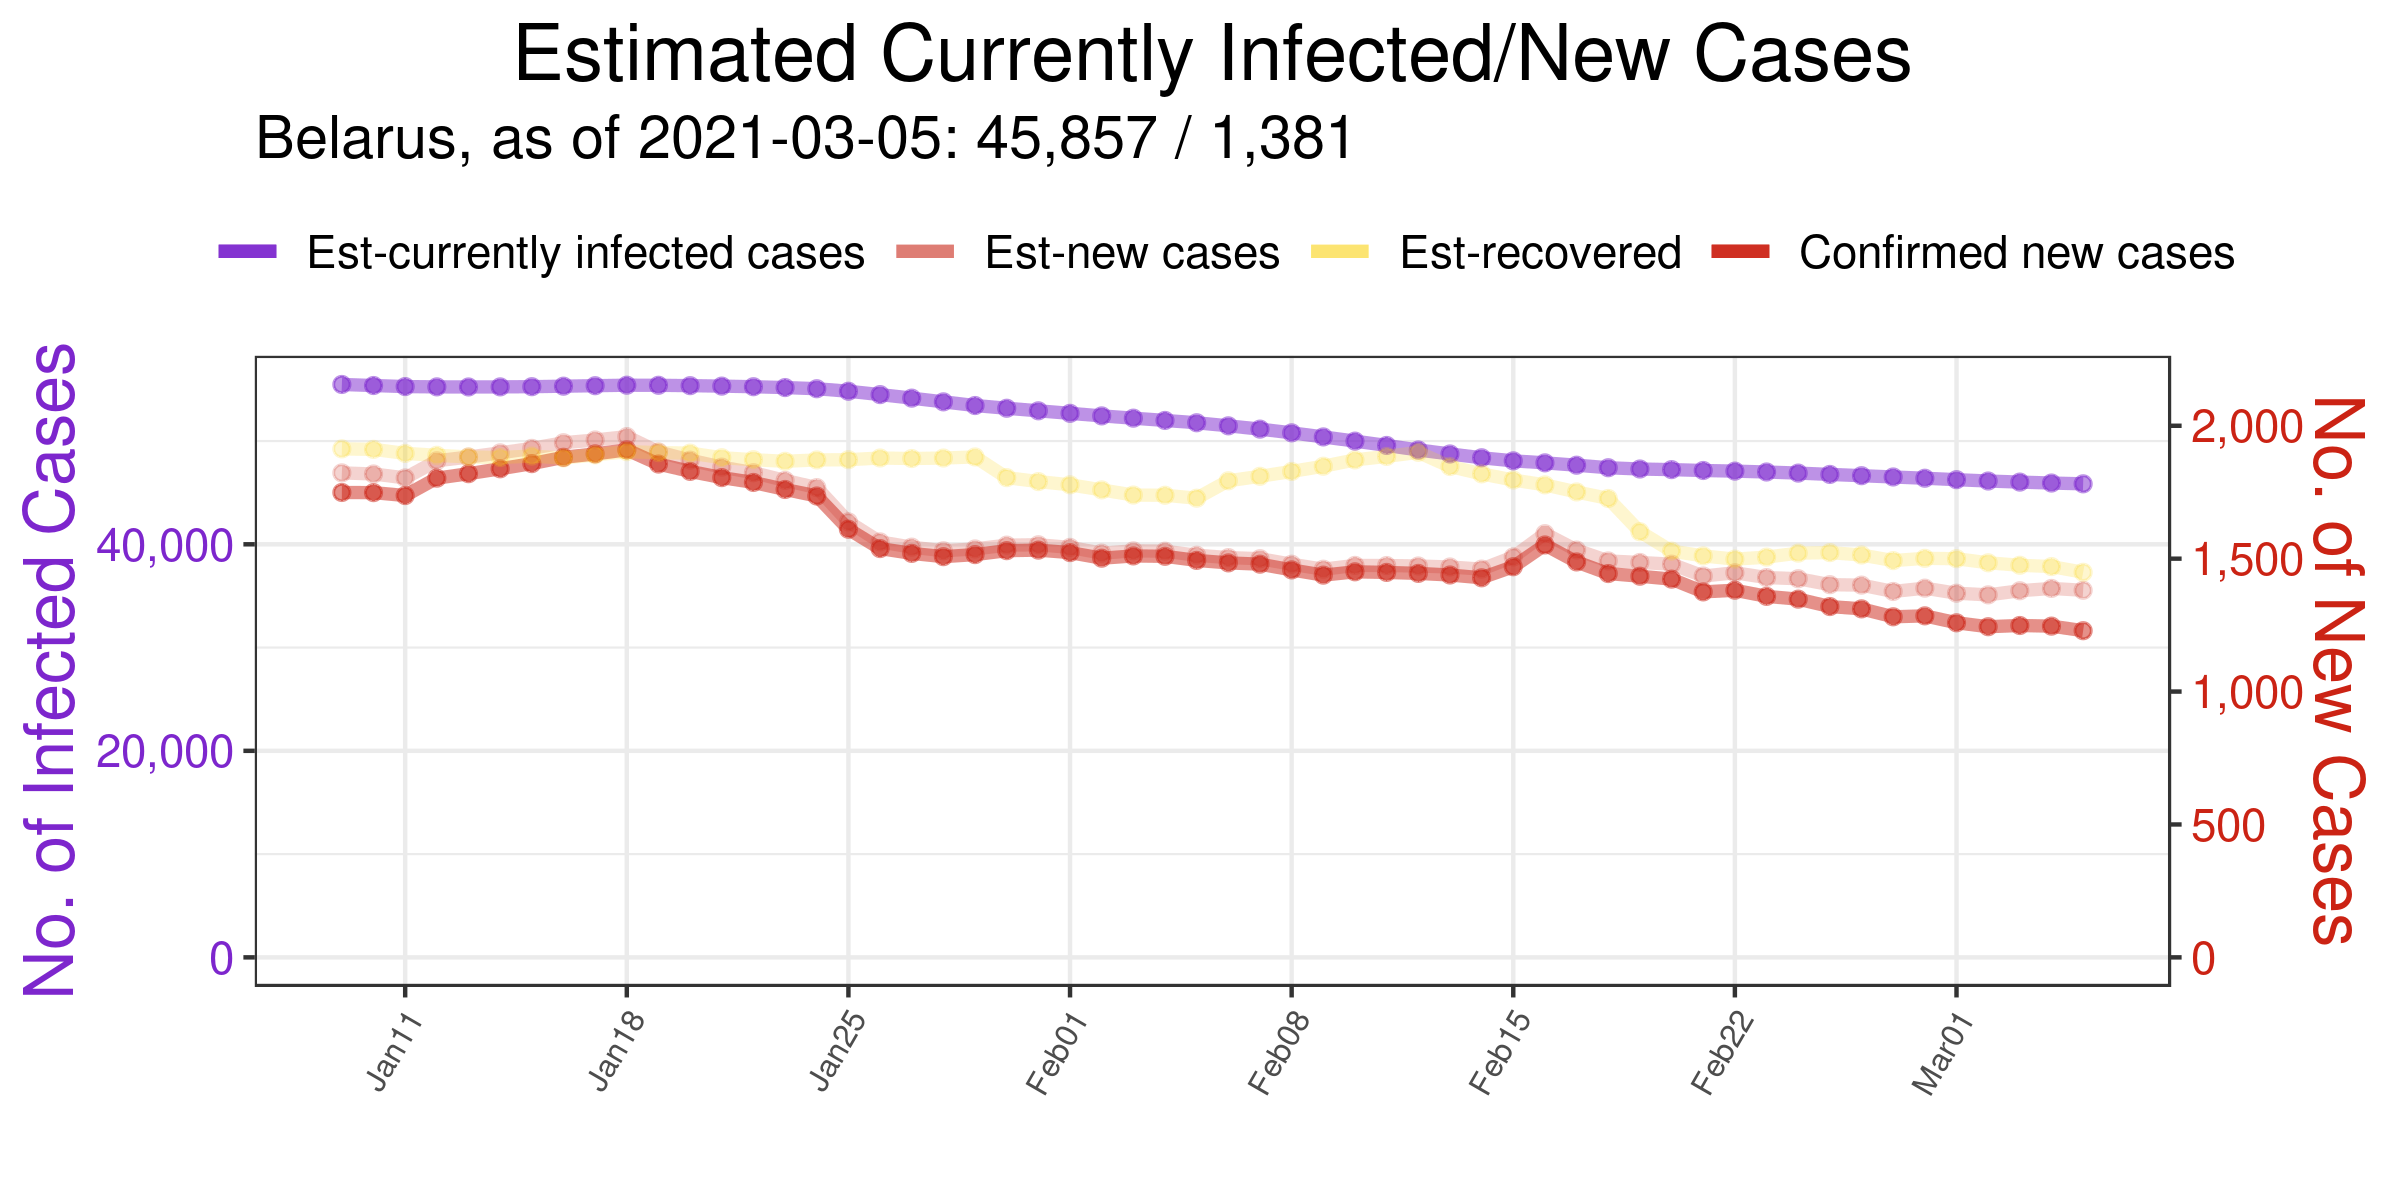 Estimated Currently Infected/New Cases
Belarus, as of 2021-03-05: 45,857 / 1,381
Est-currently infected cases Est-new cases Est-recovered Confirmed new cases
No. of Infected Cases
40,000
20,000
0
2,000
1,500
1,000
500
0
No. of New Cases
Jan11 Jan18 Jan25 Feb01 Feb08 Feb15 Feb22 Mar01